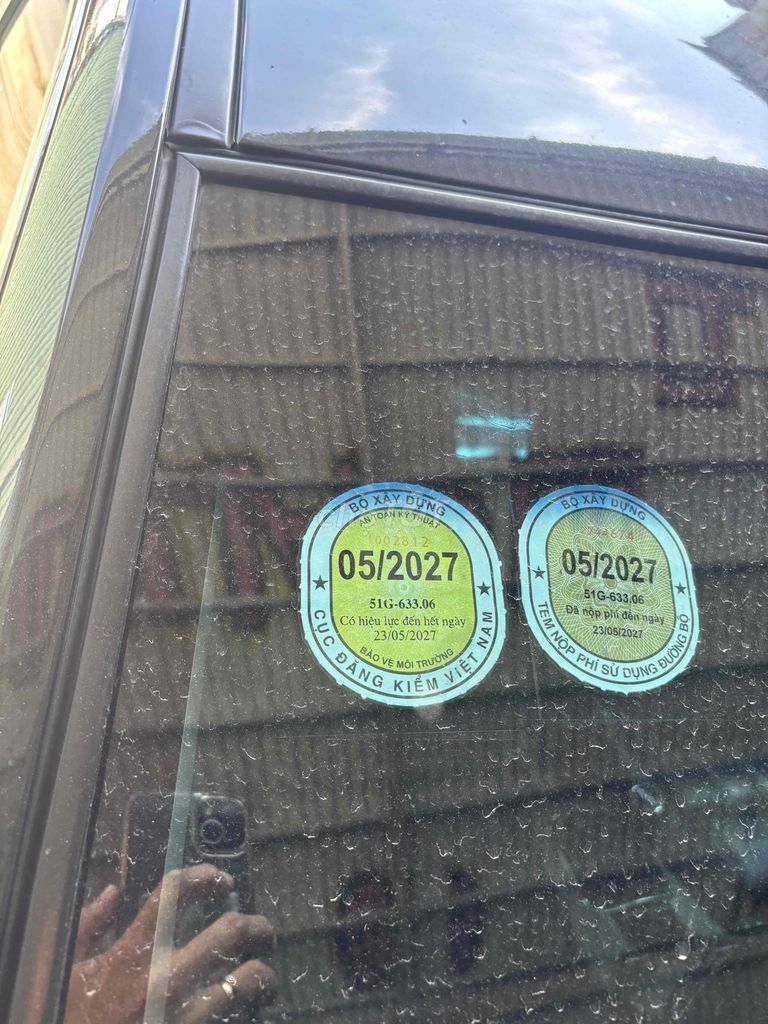 BỘ XÂY DỰNG
AN TOÀN KỸ THUẬT
1002812
05/2027
51G-633.06
Có hiệu lực đến hết ngày
23/05/2027
BẢO VỆ MÔI TRƯỜNG
CỤC ĐĂNG KIỂM VIỆT NAM
BỘ XÂY DỰNG
05/2027
51G-633.06
Đã nộp phí đến ngày
23/05/2027
TEM NỘP PHÍ SỬ DỤNG ĐƯỜNG BỘ